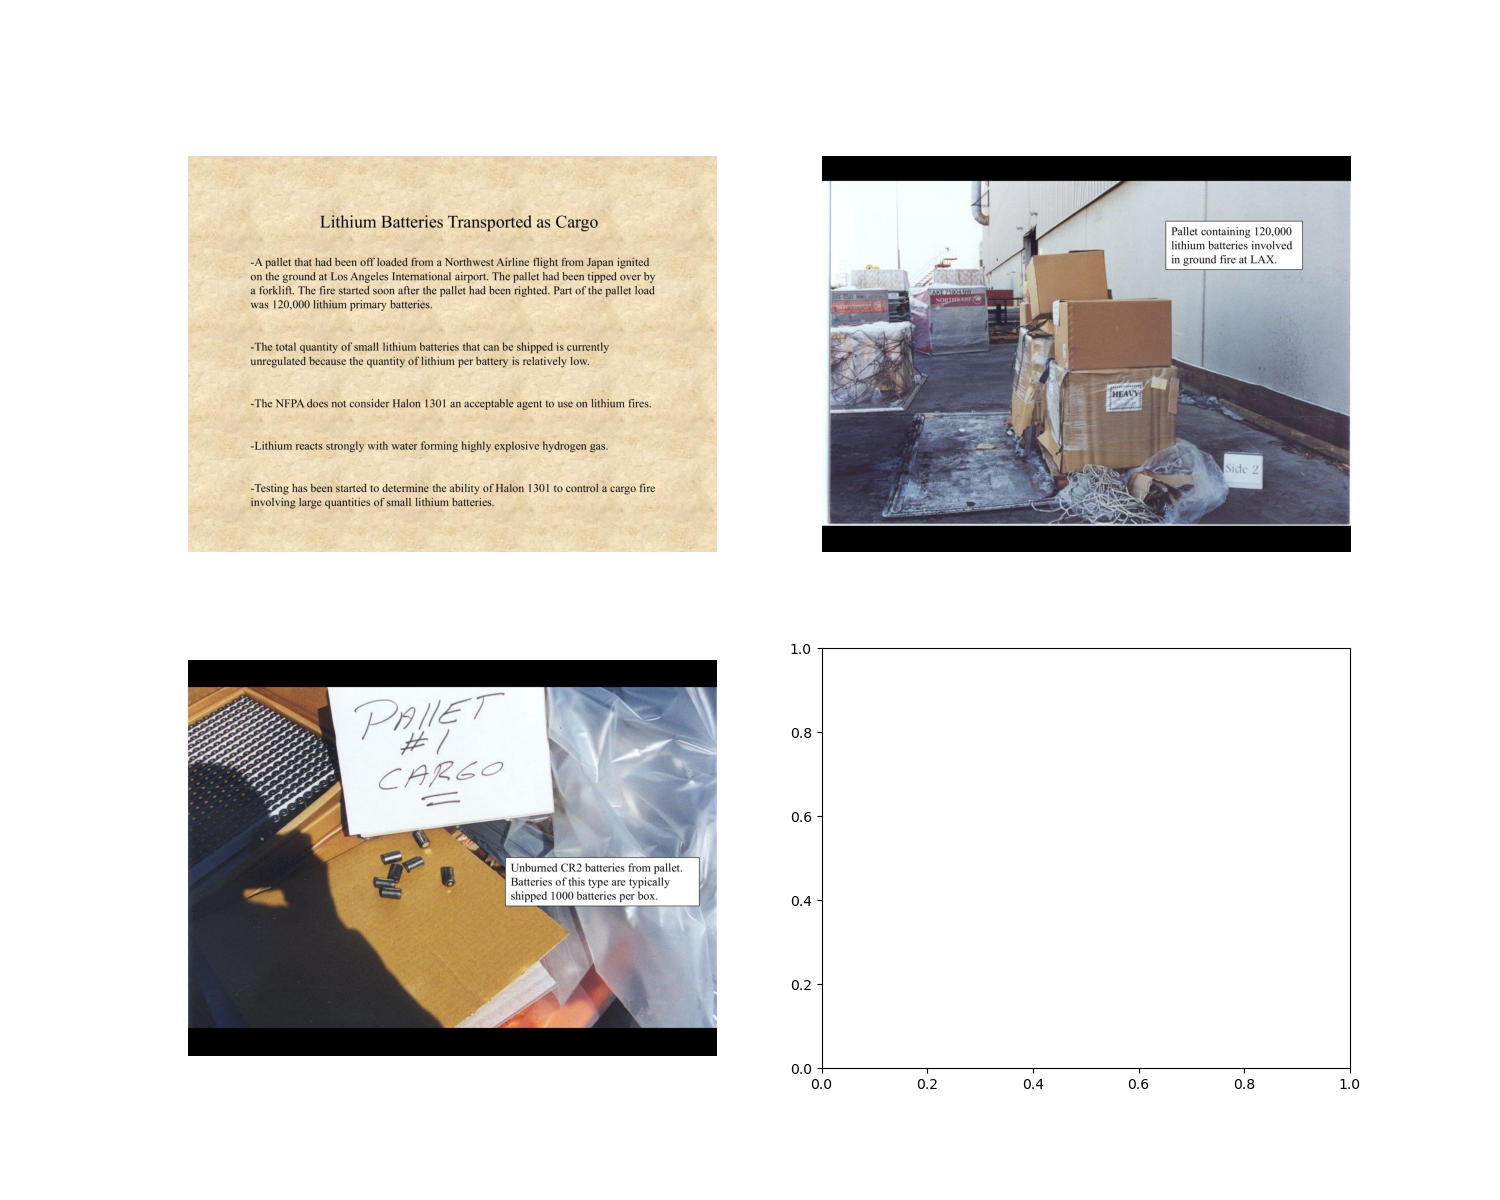 Lithium Batteries Transported as Cargo
-A pallet that had been off loaded from a Northwest Airline flight from Japan ignited
on the ground at Los Angeles International airport. The pallet had been tipped over by
a forklift. The fire started soon after the pallet had been righted. Part of the pallet load
was 120,000 lithium primary batteries.
-The total quantity of small lithium batteries that can be shipped is currently
unregulated because the quantity of lithium per battery is relatively low.
-The NFPA does not consider Halon 1301 an acceptable agent to use on lithium fires.
-Lithium reacts strongly with water forming highly explosive hydrogen gas.
-Testing has been started to determine the ability of Halon 1301 to control a cargo fire
involving large quantities of small lithium batteries.
Pallet containing 120,000
lithium batteries involved
in ground fire at LAX.
NORTHWEST
HEAVY
Side 2
PALLET
#1
CARGO
Unburned CR2 batteries from pallet.
Batteries of this type are typically
shipped 1000 batteries per box.
1.0
0.8
0.6
0.4
0.2
0.0
0.0 0.2 0.4 0.6 0.8 1.0